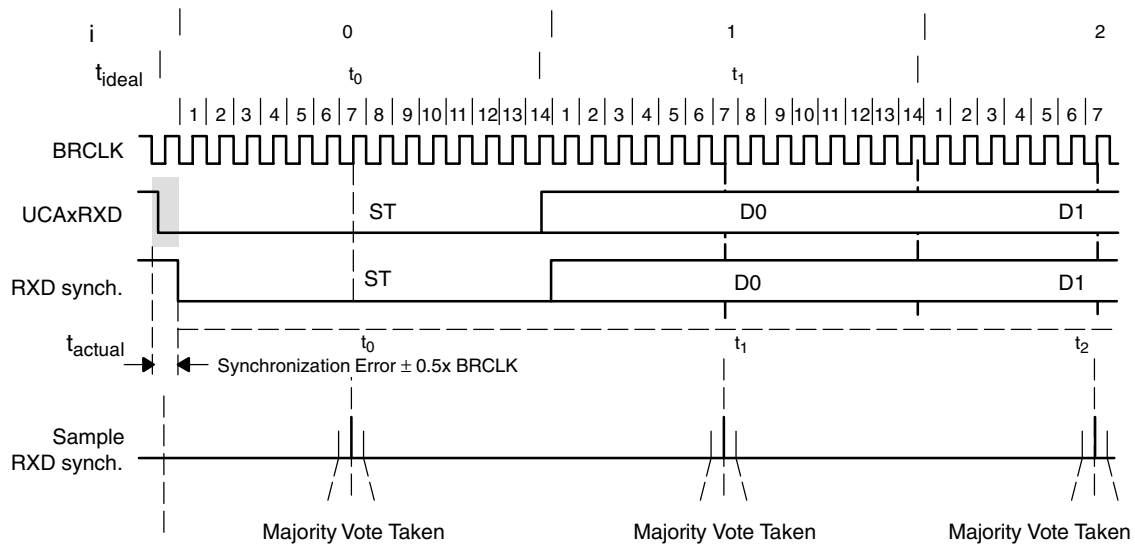 i 0 1 2
tideal t0 t1
1 2 3 4 5 6 7 8 9 10 11 12 13 14 1 2 3 4 5 6 7 8 9 10 11 12 13 14 1 2 3 4 5 6 7
BRCLK
UCAxRXD ST D0 D1
RXD synch. ST D0 D1
tactual t0 t1 t2
Synchronization Error ± 0.5x BRCLK
Sample
RXD synch.
Majority Vote Taken Majority Vote Taken Majority Vote Taken